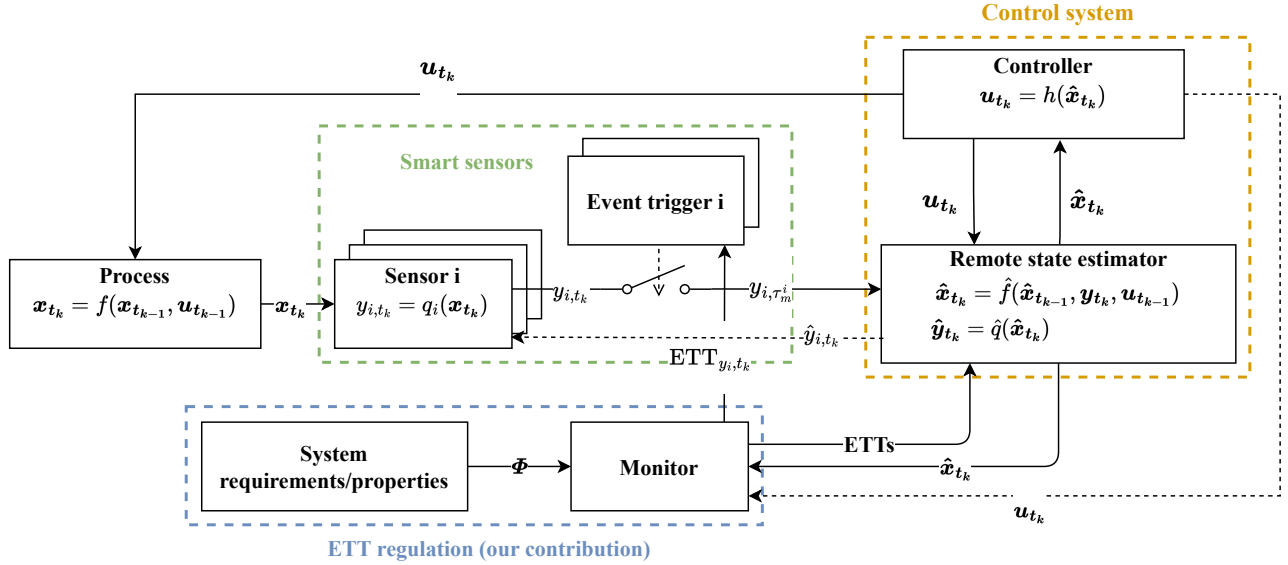 Control system
Controller
𝒖_{t_k} = h(𝒙̂_{t_k})
𝒖_{t_k}
Smart sensors
Event trigger i
𝒖_{t_k}
𝒙̂_{t_k}
Process
𝒙_{t_k} = f(𝒙_{t_{k-1}}, 𝒖_{t_{k-1}})
𝒙_{t_k}
Sensor i
y_{i,t_k} = q_i(𝒙_{t_k})
y_{i,t_k}
y_{i,τ_m^i}
Remote state estimator
𝒙̂_{t_k} = f̂(𝒙̂_{t_{k-1}}, 𝒚_{t_k}, 𝒖_{t_{k-1}})
𝒚̂_{t_k} = q̂(𝒙̂_{t_k})
ŷ_{i,t_k}
ETT_{y_i,t_k}
System
requirements/properties
Φ
Monitor
ETTs
𝒙̂_{t_k}
𝒖_{t_k}
ETT regulation (our contribution)